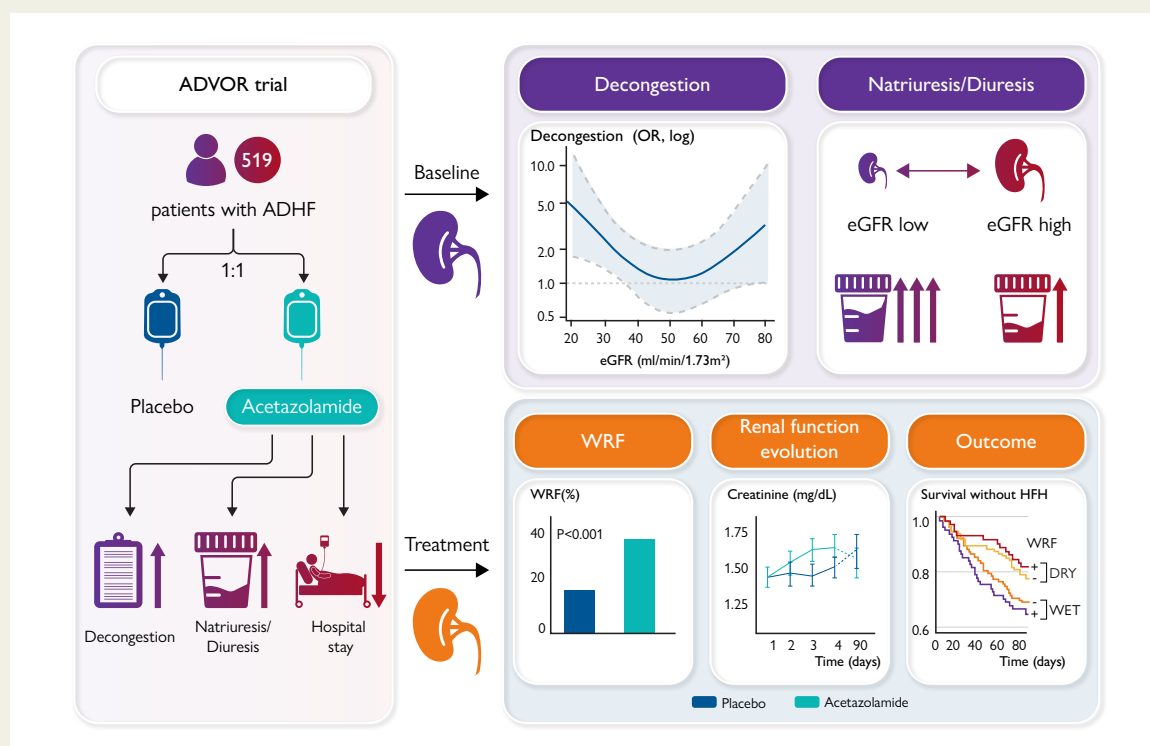 ADVOR trial
519
patients with ADHF
1:1
Placebo
Acetazolamide
Decongestion
Natriuresis/
Diuresis
Hospital
stay
Baseline
Treatment
Decongestion
Decongestion (OR, log)
10.0
5.0
2.0
1.0
0.5
20 30 40 50 60 70 80
eGFR (ml/min/1.73m²)
Natriuresis/Diuresis
eGFR low
eGFR high
WRF
WRF(%)
P<0.001
40
20
0
Renal function
evolution
Creatinine (mg/dL)
1.75
1.50
1.25
1 2 3 4 90
Time (days)
Outcome
Survival without HFH
1.0
0.8
0.6
WRF
+
-
DRY
-
+
WET
0 20 40 60 80
Time (days)
Placebo
Acetazolamide